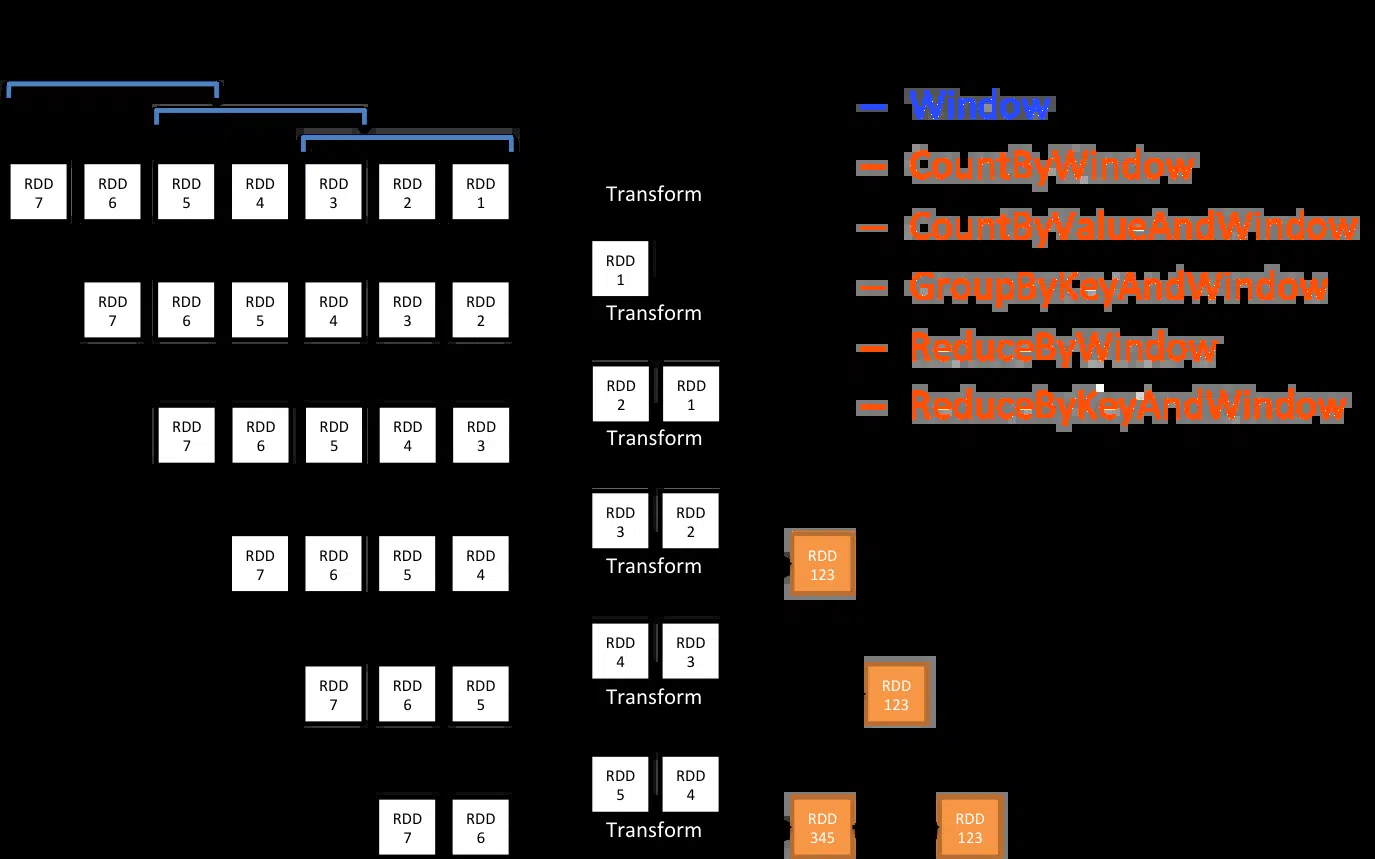 Window
CountByWindow
CountByValueAndWindow
GroupByKeyAndWindow
ReduceByWindow
ReduceByKeyAndWindow
RDD 7
RDD 6
RDD 5
RDD 4
RDD 3
RDD 2
RDD 1
Transform
RDD 1
RDD 7
RDD 6
RDD 5
RDD 4
RDD 3
RDD 2
Transform
RDD 2
RDD 1
RDD 7
RDD 6
RDD 5
RDD 4
RDD 3
Transform
RDD 3
RDD 2
RDD 7
RDD 6
RDD 5
RDD 4
Transform
RDD 123
RDD 4
RDD 3
RDD 7
RDD 6
RDD 5
Transform
RDD 123
RDD 5
RDD 4
RDD 7
RDD 6
Transform
RDD 345
RDD 123